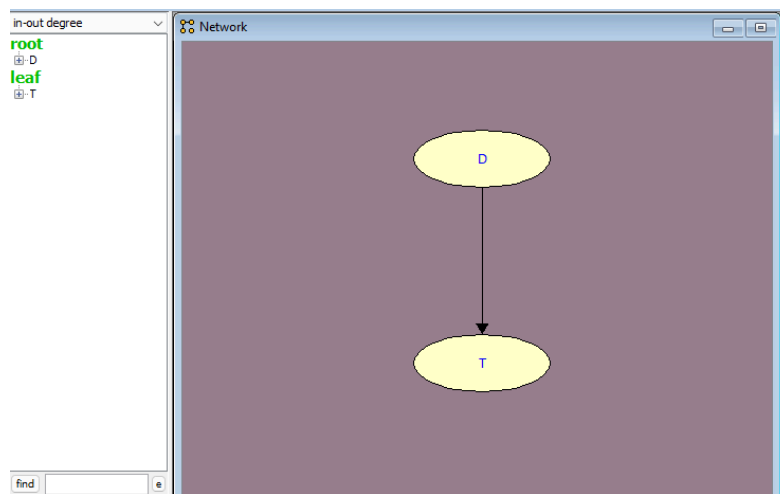 in-out degree
root
D
leaf
T
find
e
Network
D
T